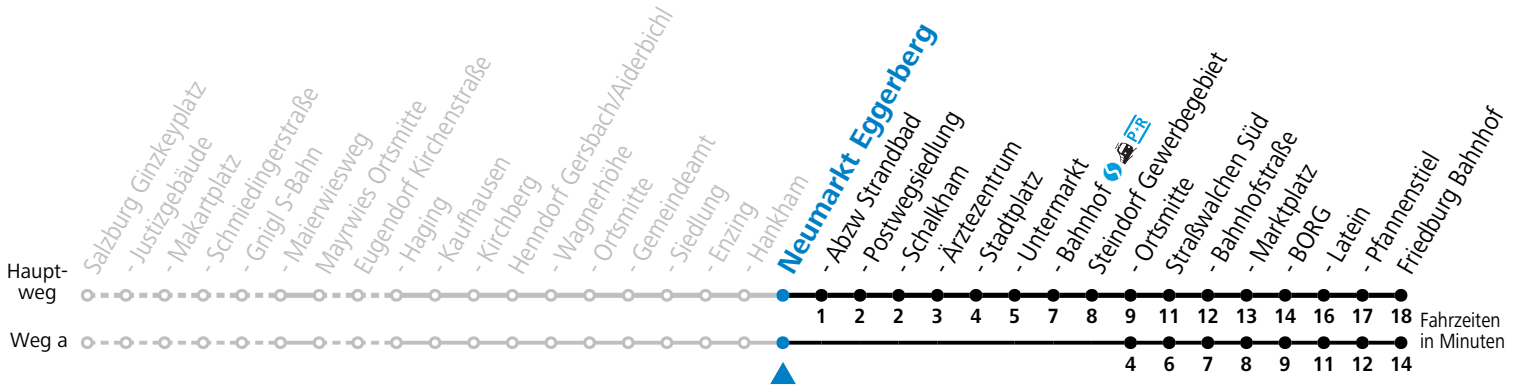 Salzburg Ginzkeyplatz
- Justizgebäude
- Makartplatz
- Schmiedingerstraße
- Gnigl S-Bahn
- Maierwiesweg
Mayrwies Ortsmitte
Eugendorf Kirchenstraße
- Haging
- Kaufhausen
- Kirchberg
Henndorf Gersbach/Aiderbichl
- Wagnerhöhe
- Ortsmitte
- Gemeindeamt
- Siedlung
- Enzing
- Hankham
Neumarkt Eggerberg
- Abzw Strandbad
- Postwegsiedlung
- Schalkham
- Ärztezentrum
- Stadtplatz
- Untermarkt
- Bahnhof P+R
Steindorf Gewerbegebiet
- Ortsmitte
Straßwalchen Süd
- Bahnhofstraße
- Marktplatz
- BORG
- Latein
- Pfannenstiel
Friedburg Bahnhof
Haupt-
weg
1 2 2 3 4 5 7 8 9 11 12 13 14 16 17 18
Fahrzeiten
in Minuten
Weg a
4 6 7 8 9 11 12 14